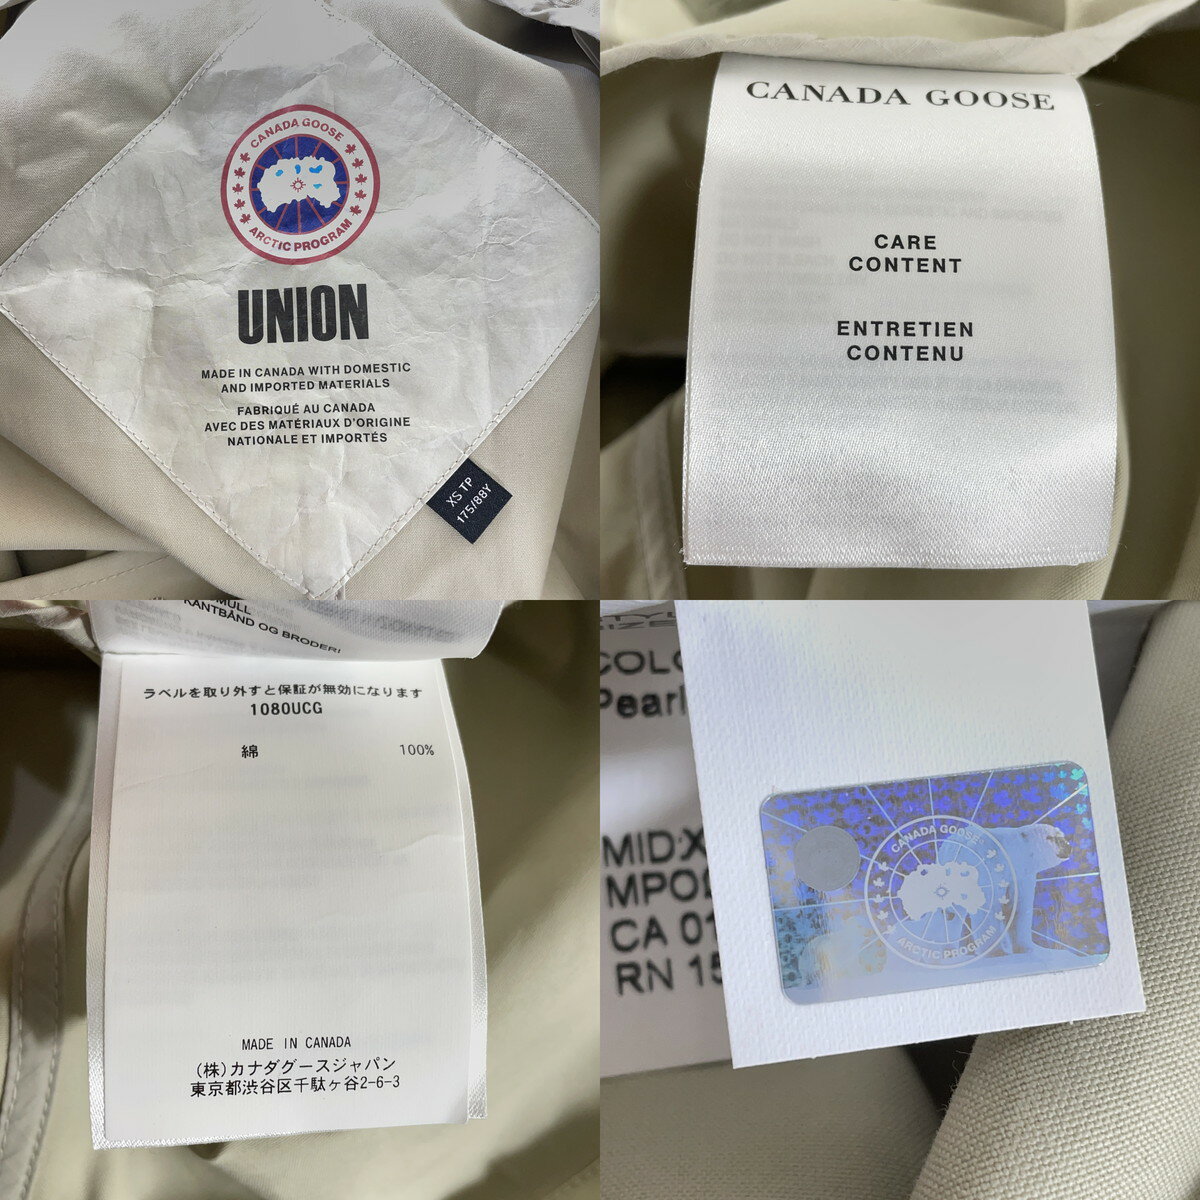 CANADA GOOSE
ARCTIC PROGRAM
UNION
MADE IN CANADA WITH DOMESTIC
AND IMPORTED MATERIALS
FABRIQUÉ AU CANADA
AVEC DES MATÉRIAUX D'ORIGINE
NATIONALE ET IMPORTÉS
XS TP
175/88Y
CANADA GOOSE
CARE
CONTENT
ENTRETIEN
CONTENU
KANTBÅND OG BRODERI
ラベルを取り外すと保証が無効になります
1080UCG
綿 100%
MADE IN CANADA
(株)カナダグースジャパン
東京都渋谷区千駄ヶ谷2-6-3
Pearl
CA 01
RN 15
CANADA GOOSE
ARCTIC PROGRAM